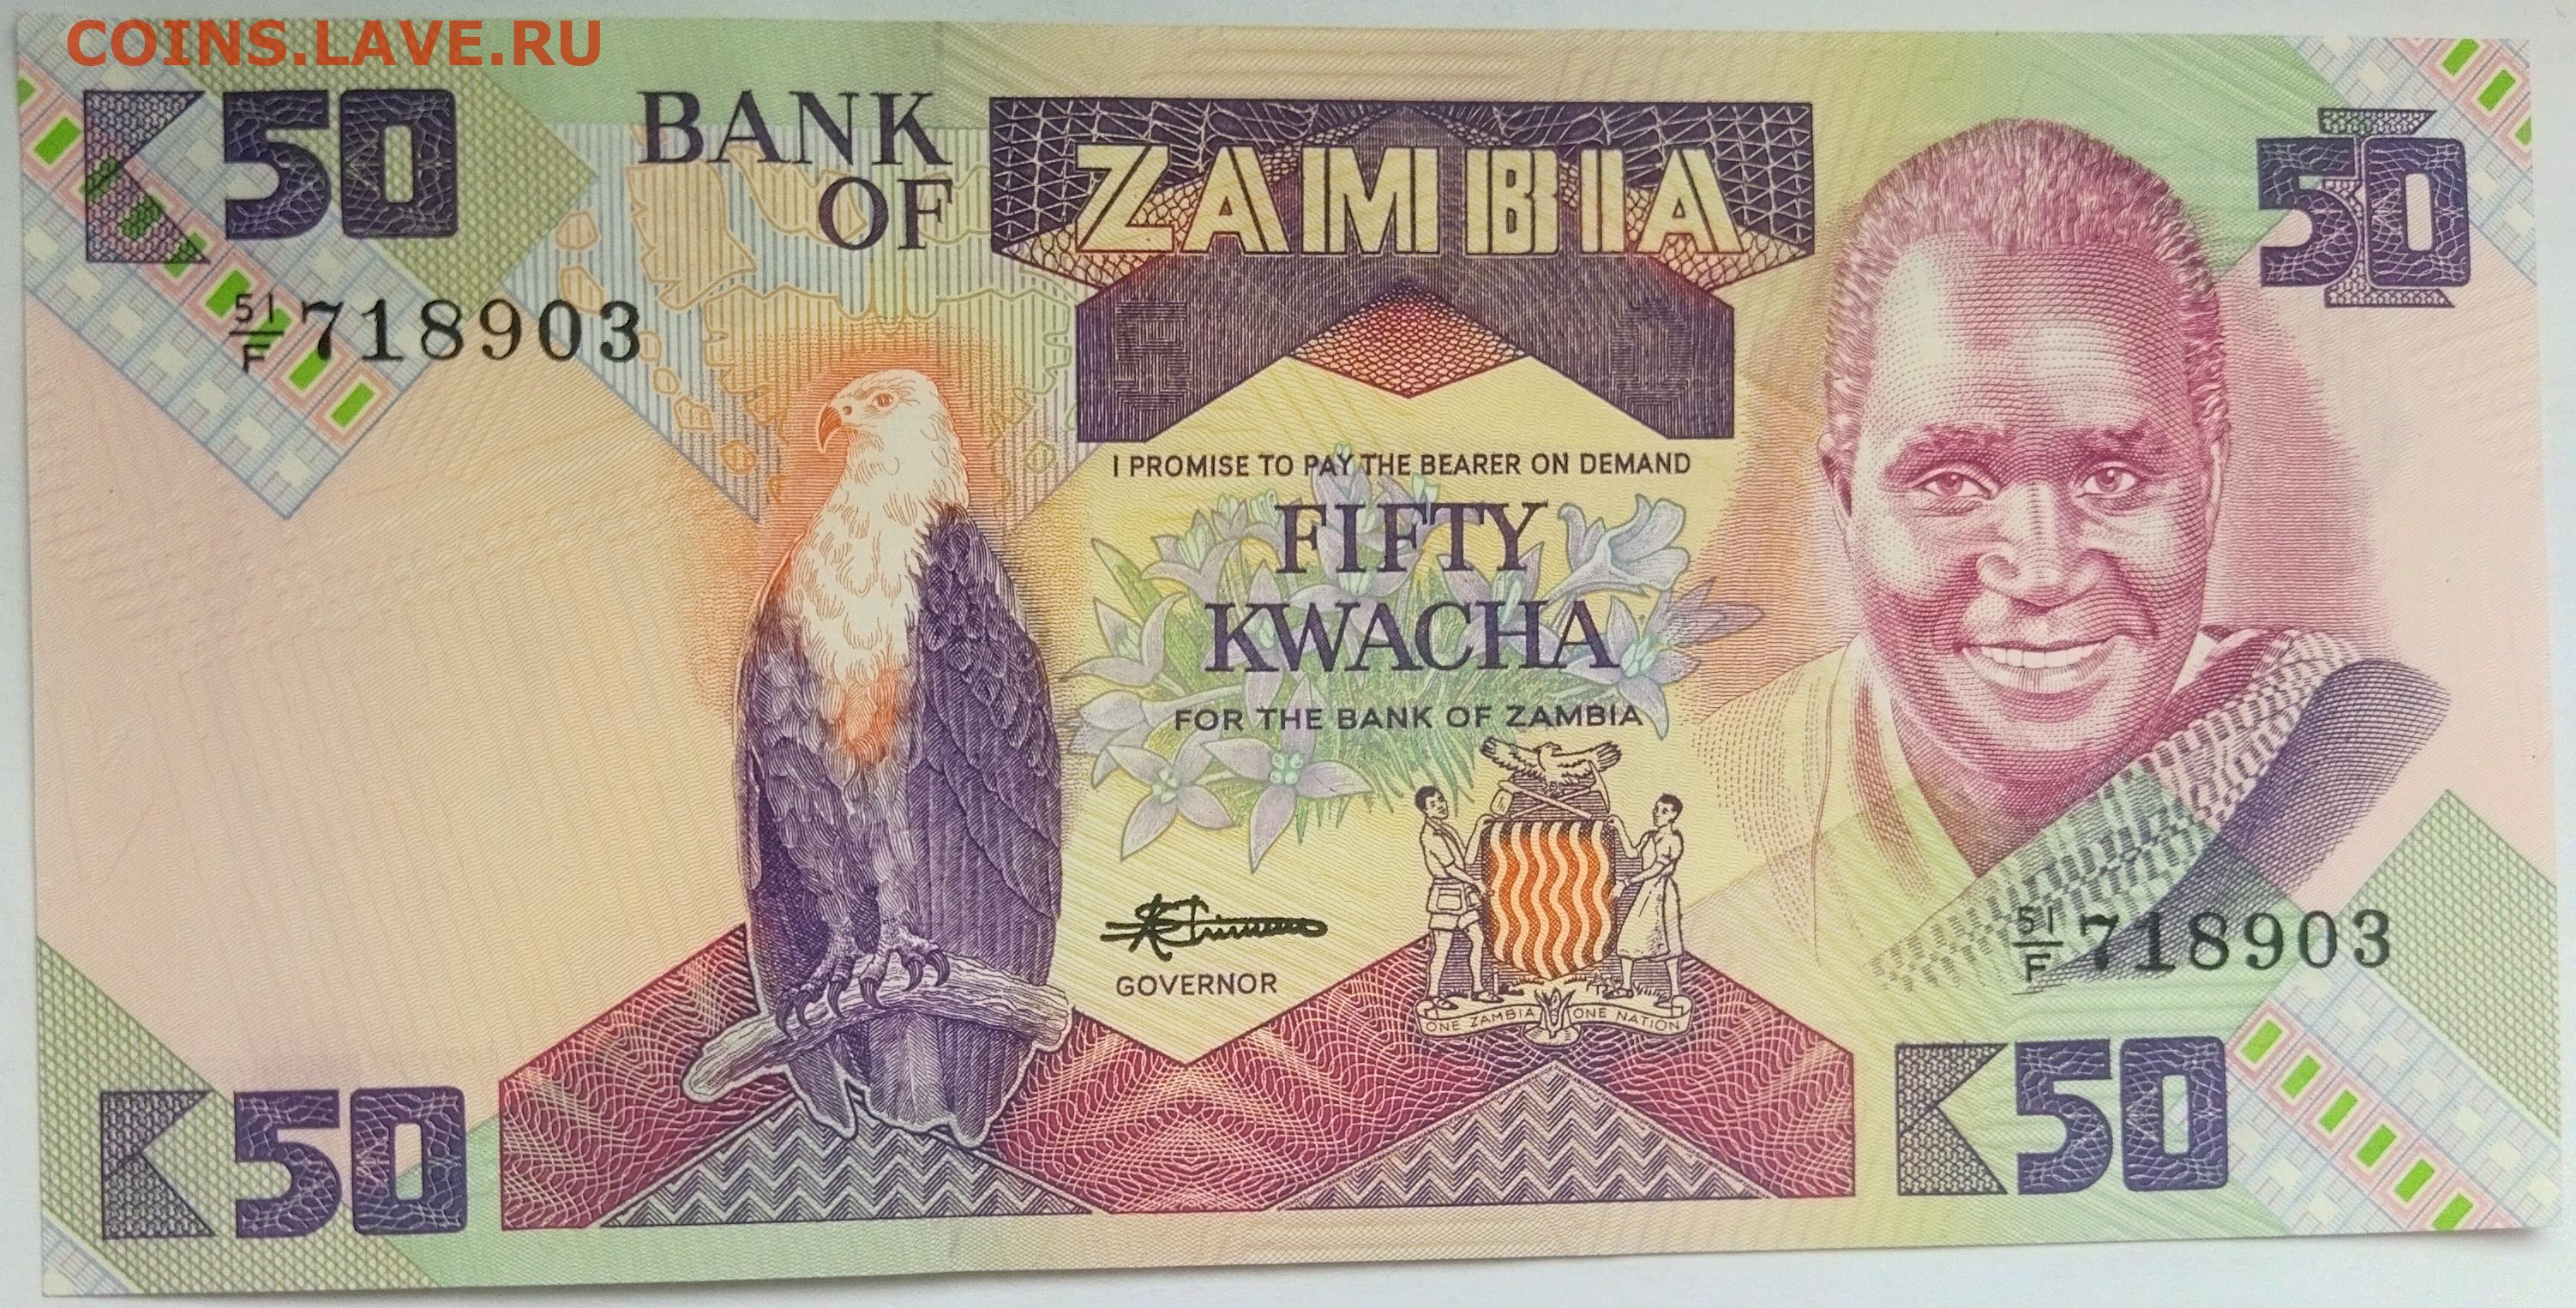 COINS.LAVE.RU
K50
BANK
OF
ZAMBIA
50
51/F 718903
50
I PROMISE TO PAY THE BEARER ON DEMAND
FIFTY
KWACHA
FOR THE BANK OF ZAMBIA
GOVERNOR
ONE ZAMBIA ONE NATION
51/F 718903
K50
K50